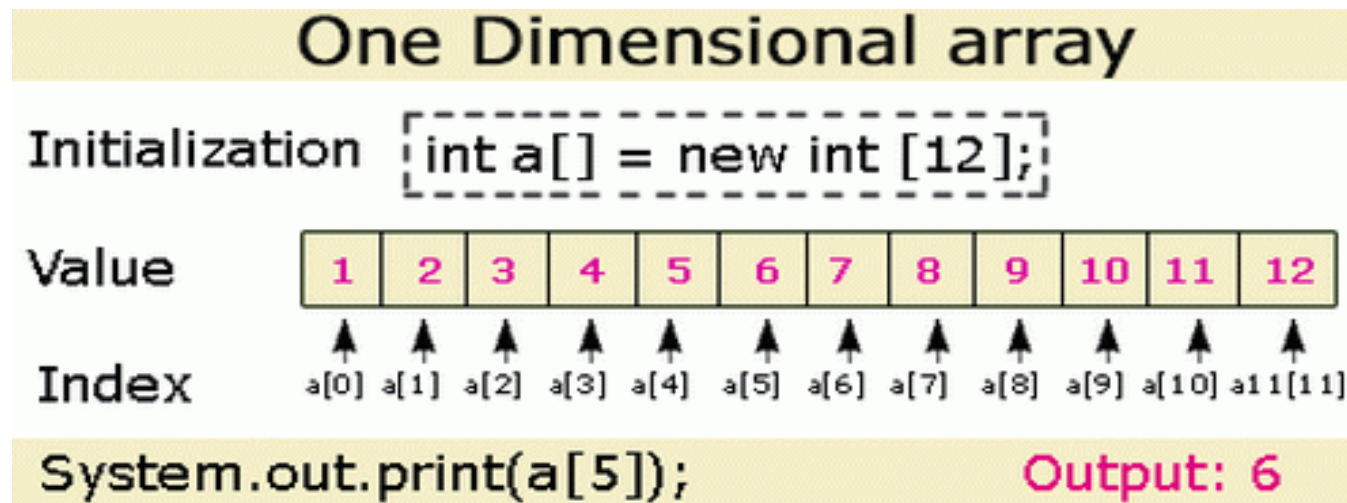 One Dimensional array
Initialization int a[] = new int [12];
Value 1 2 3 4 5 6 7 8 9 10 11 12
Index a[0] a[1] a[2] a[3] a[4] a[5] a[6] a[7] a[8] a[9] a[10] a11[11]
System.out.print(a[5]); Output: 6